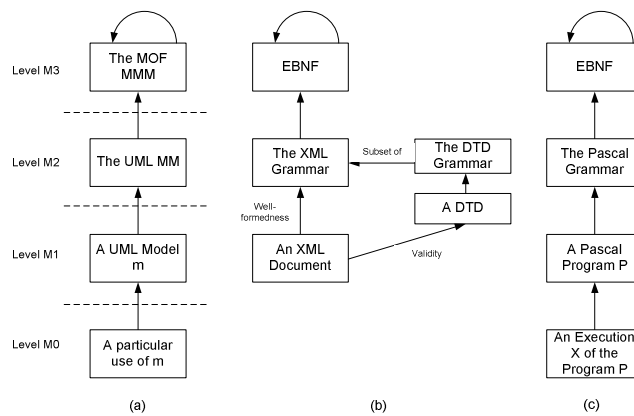 Level M3
The MOF
MMM
EBNF
EBNF
Level M2
The UML MM
The XML
Grammar
Subset of
The DTD
Grammar
The Pascal
Grammar
Well-
formedness
A DTD
Level M1
A UML Model
m
An XML
Document
Validity
A Pascal
Program P
Level M0
A particular
use of m
An Execution
X of the
Program P
(a)
(b)
(c)